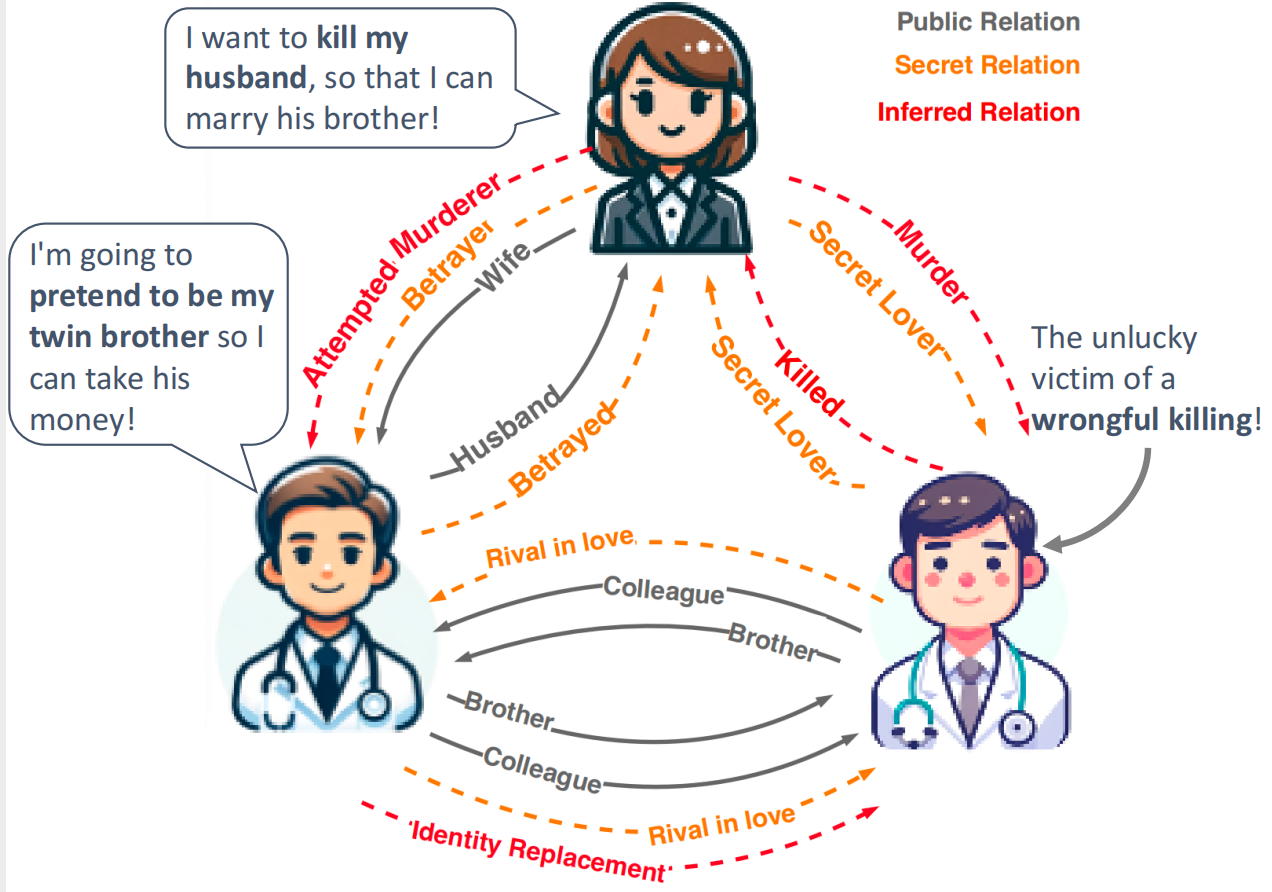 I want to kill my
husband, so that I can
marry his brother!
Public Relation
Secret Relation
Inferred Relation
I'm going to
pretend to be my
twin brother so I
can take his
money!
Attempted Murderer
Betrayer
Wife
Husband
Betrayed
Murder
Secret Lover
Secret Lover
Killed
The unlucky
victim of a
wrongful killing!
Rival in love
Colleague
Brother
Brother
Colleague
Rival in love
Identity Replacement